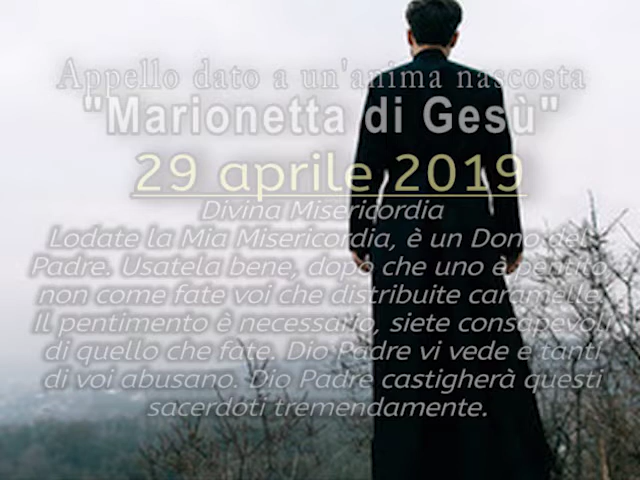 Appello dato a un'anima nascosta
"Marionetta di Gesù"
29 aprile 2019
Divina Misericordia
Lodate la Mia Misericordia, è un Dono del
Padre. Usatela bene, dopo che uno è pentito
non come fate voi che distribuite caramelle.
Il pentimento è necessario, siete consapevoli
di quello che fate. Dio Padre vi vede e tanti
di voi abusano. Dio Padre castigherà questi
sacerdoti tremendamente.